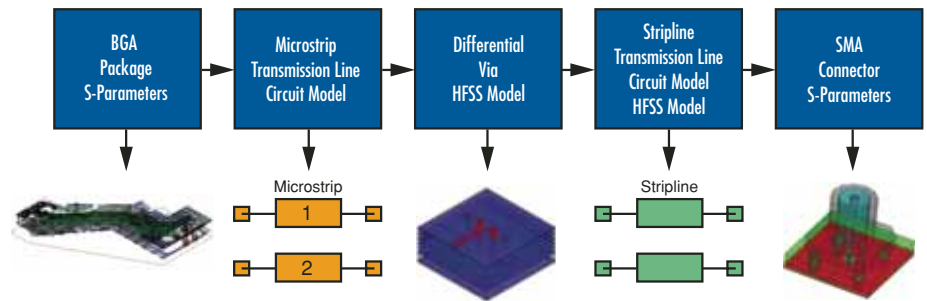 BGA
Package
S-Parameters
Microstrip
Transmission Line
Circuit Model
Differential
Via
HFSS Model
Stripline
Transmission Line
Circuit Model
HFSS Model
SMA
Connector
S-Parameters
Microstrip
1
2
Stripline